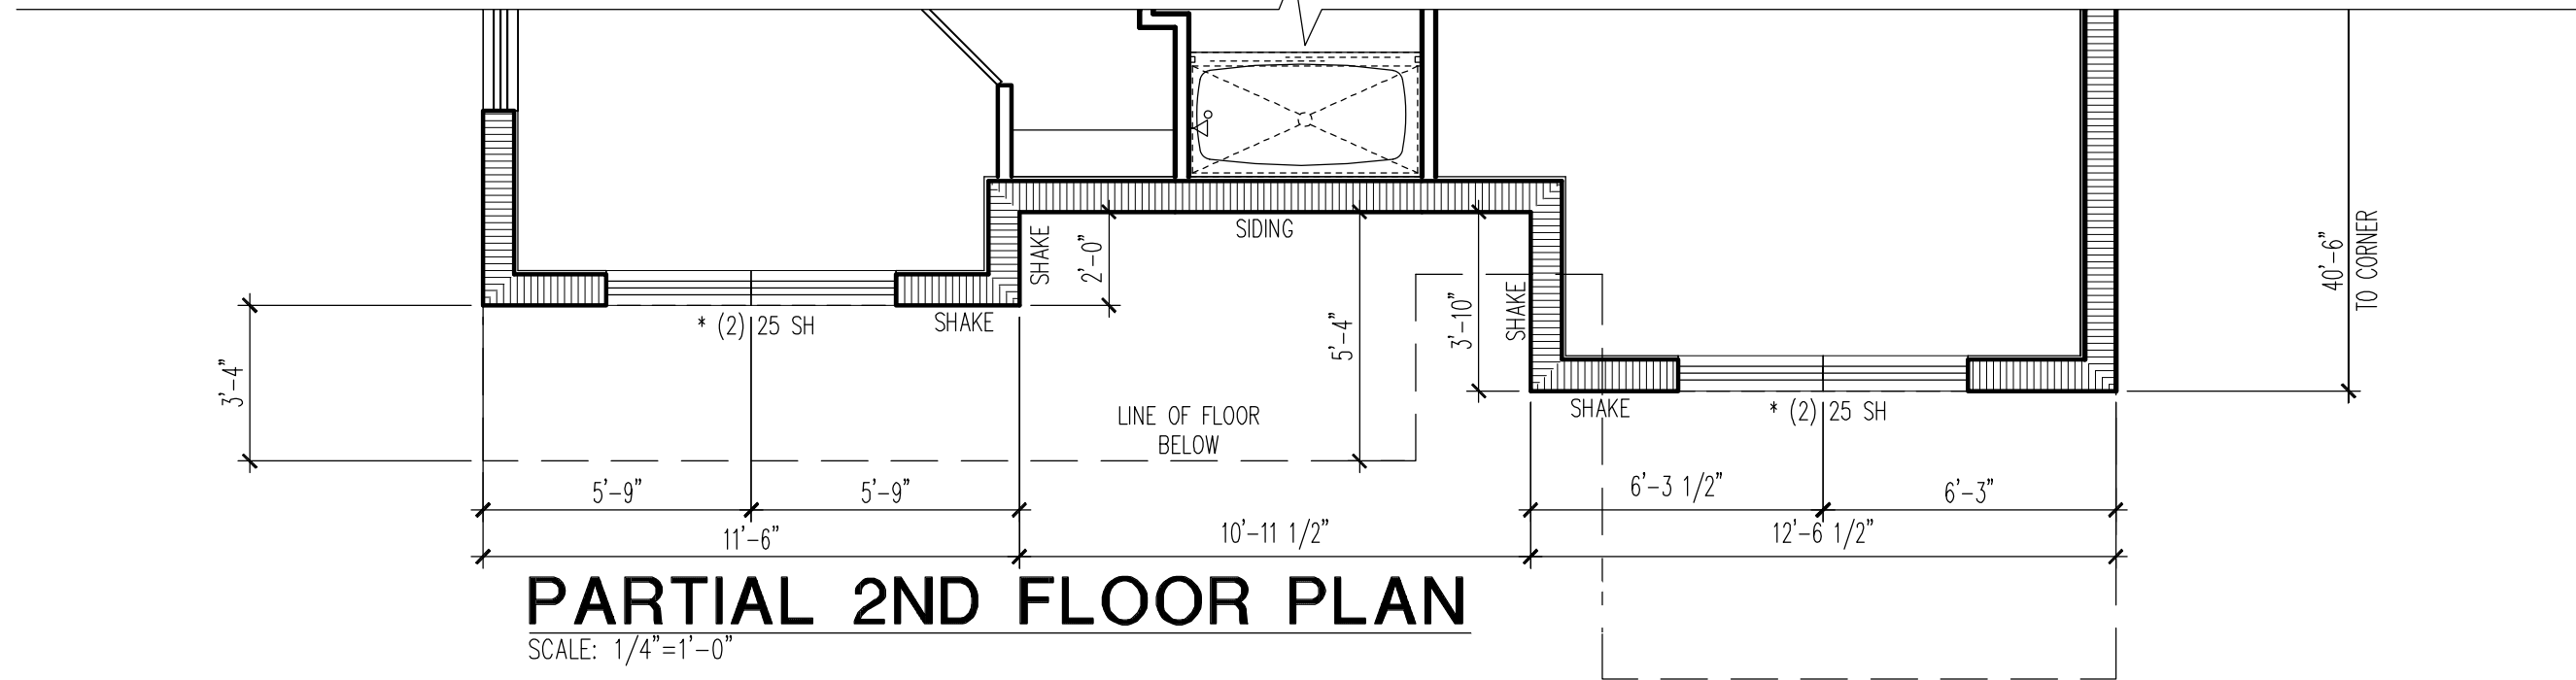 SIDING
SHAKE
2'-0"
40'-6"
TO CORNER
* (2) 25 SH
SHAKE
3'-4"
5'-4"
3'-10"
SHAKE
LINE OF FLOOR
BELOW
SHAKE
* (2) 25 SH
5'-9"
5'-9"
6'-3 1/2"
6'-3"
11'-6"
10'-11 1/2"
12'-6 1/2"
PARTIAL 2ND FLOOR PLAN
SCALE: 1/4"=1'-0"